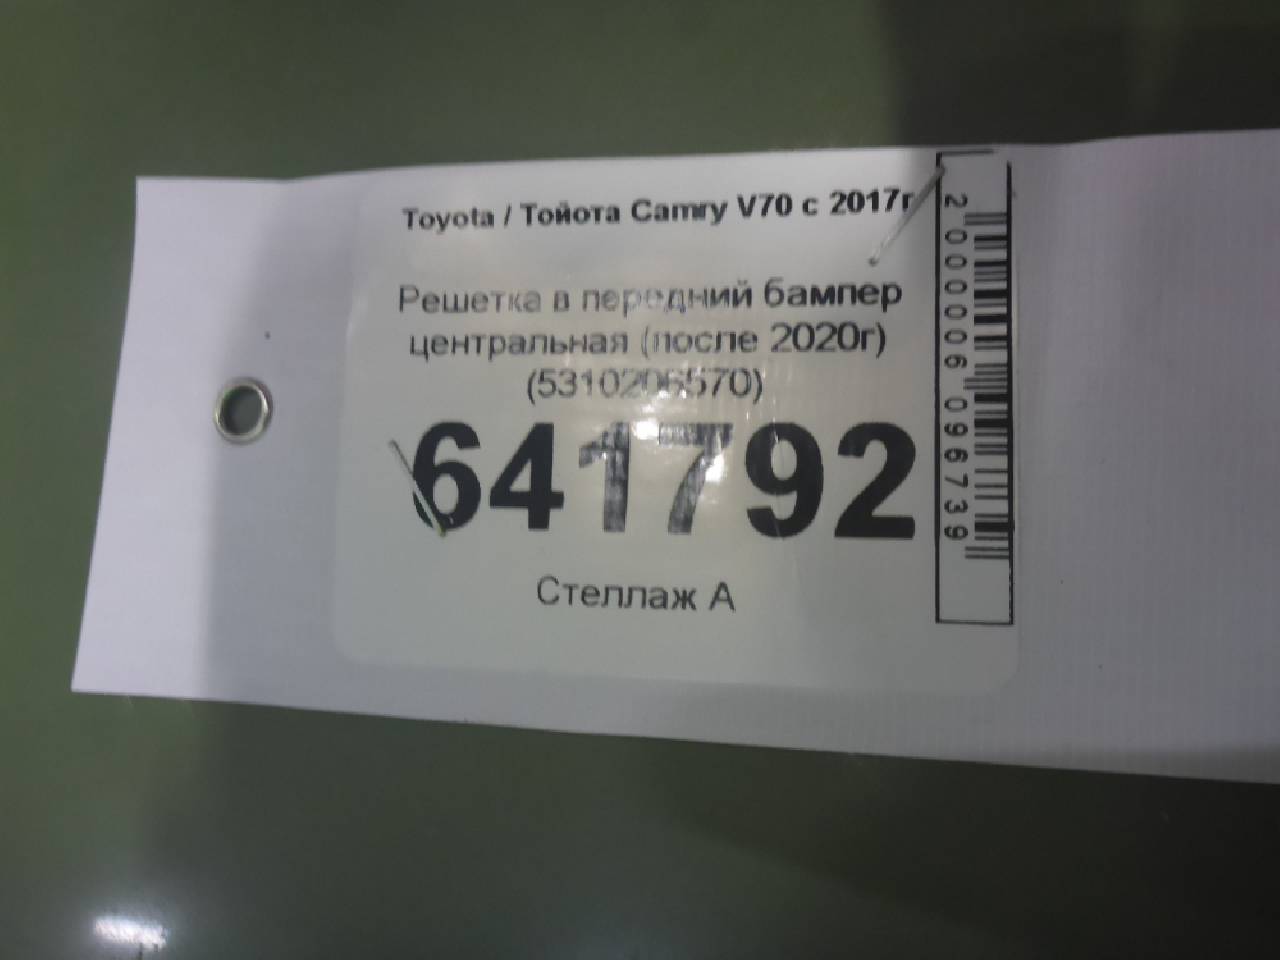 Toyota / Тойота Camry V70 с 2017г
Решетка в передний бампер
центральная (после 2020г)
(5310206570)
641792
Стеллаж А
2000006096739